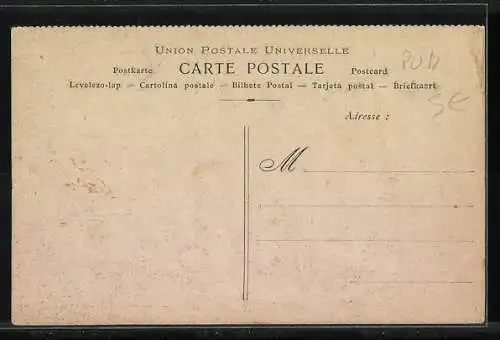 UNION POSTALE UNIVERSELLE
Postkarte CARTE POSTALE Postcard
Levelezo-lap — Cartolina postale — Bilhete Postal — Tarjeta postal — Briefkaart
Adresse :
M